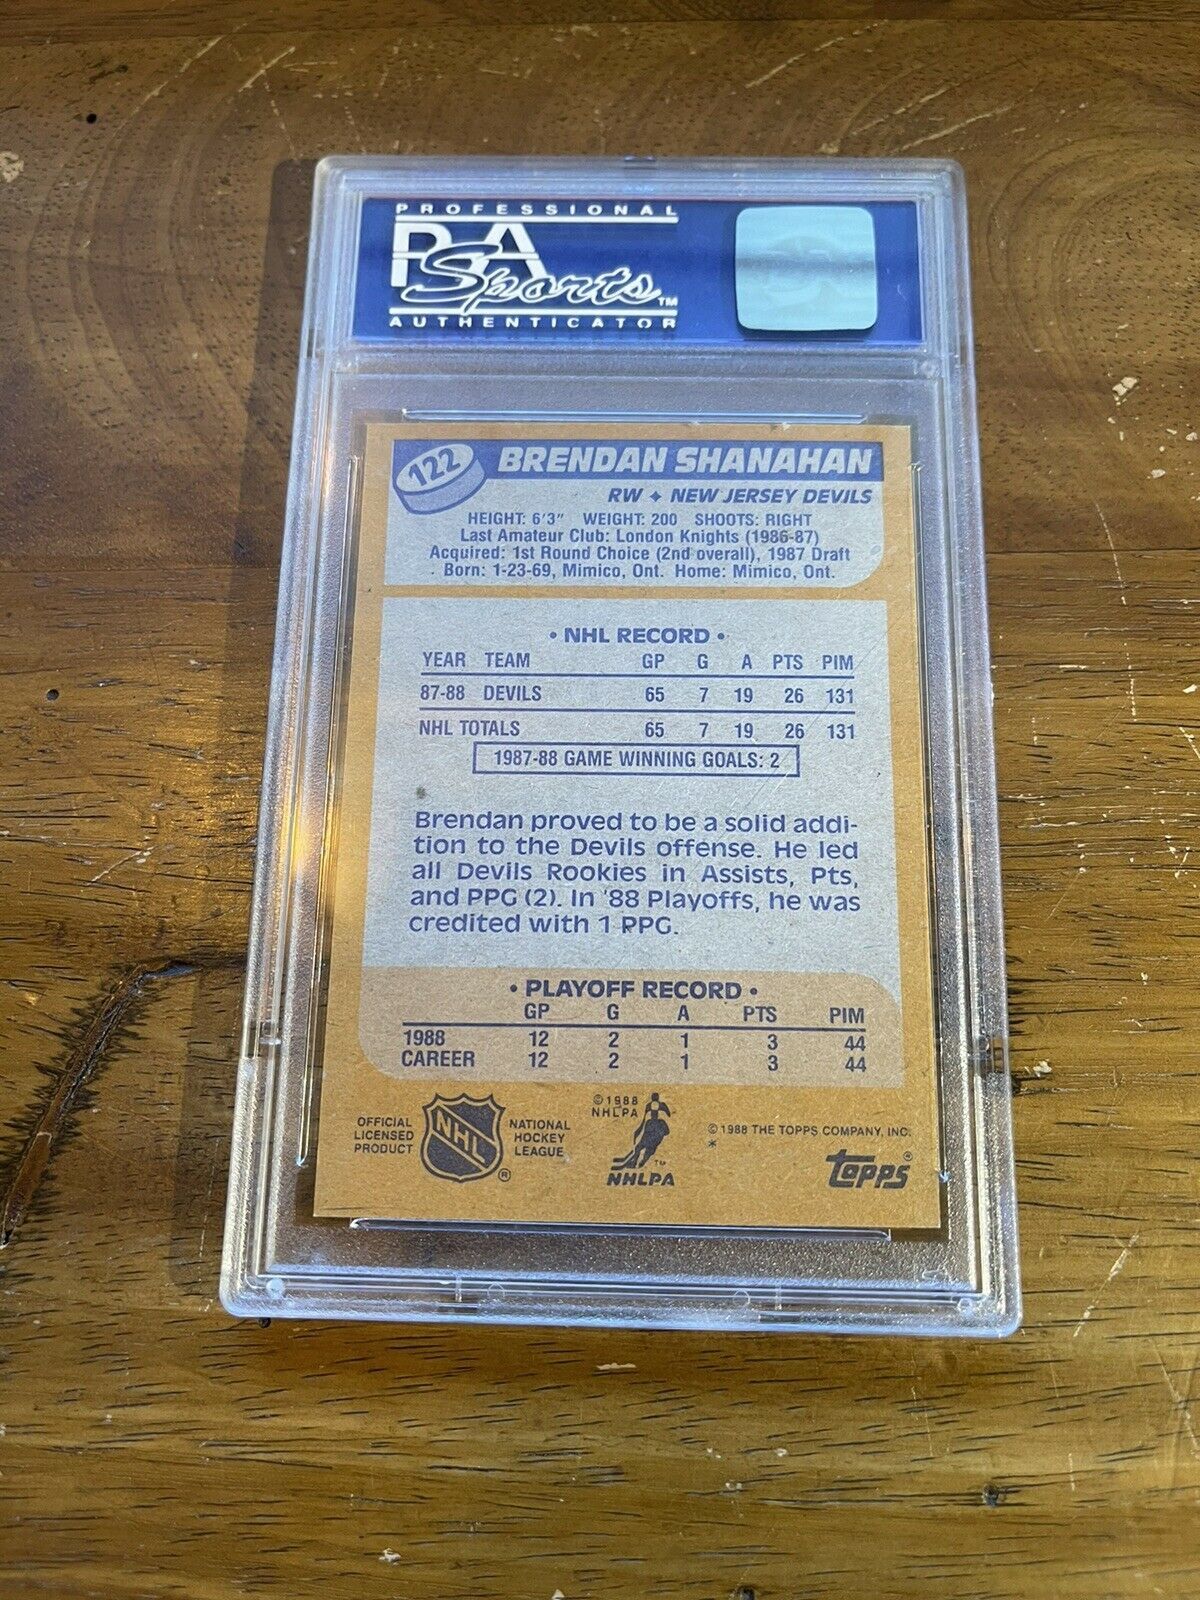 PROFESSIONAL
PSA
Sports™
AUTHENTICATOR
122
BRENDAN SHANAHAN
RW ♦ NEW JERSEY DEVILS
HEIGHT: 6'3" WEIGHT: 200 SHOOTS: RIGHT
Last Amateur Club: London Knights (1986-87)
Acquired: 1st Round Choice (2nd overall), 1987 Draft
Born: 1-23-69, Mimico, Ont. Home: Mimico, Ont.
• NHL RECORD •
YEAR TEAM GP G A PTS PIM
87-88 DEVILS 65 7 19 26 131
NHL TOTALS 65 7 19 26 131
1987-88 GAME WINNING GOALS: 2
Brendan proved to be a solid addi-
tion to the Devils offense. He led
all Devils Rookies in Assists, Pts,
and PPG (2). In '88 Playoffs, he was
credited with 1 PPG.
• PLAYOFF RECORD •
GP G A PTS PIM
1988 12 2 1 3 44
CAREER 12 2 1 3 44
OFFICIAL
LICENSED
PRODUCT
NHL®
NATIONAL
HOCKEY
LEAGUE
©1988
NHLPA
™
NHLPA
©1988 THE TOPPS COMPANY, INC.
*
topps®